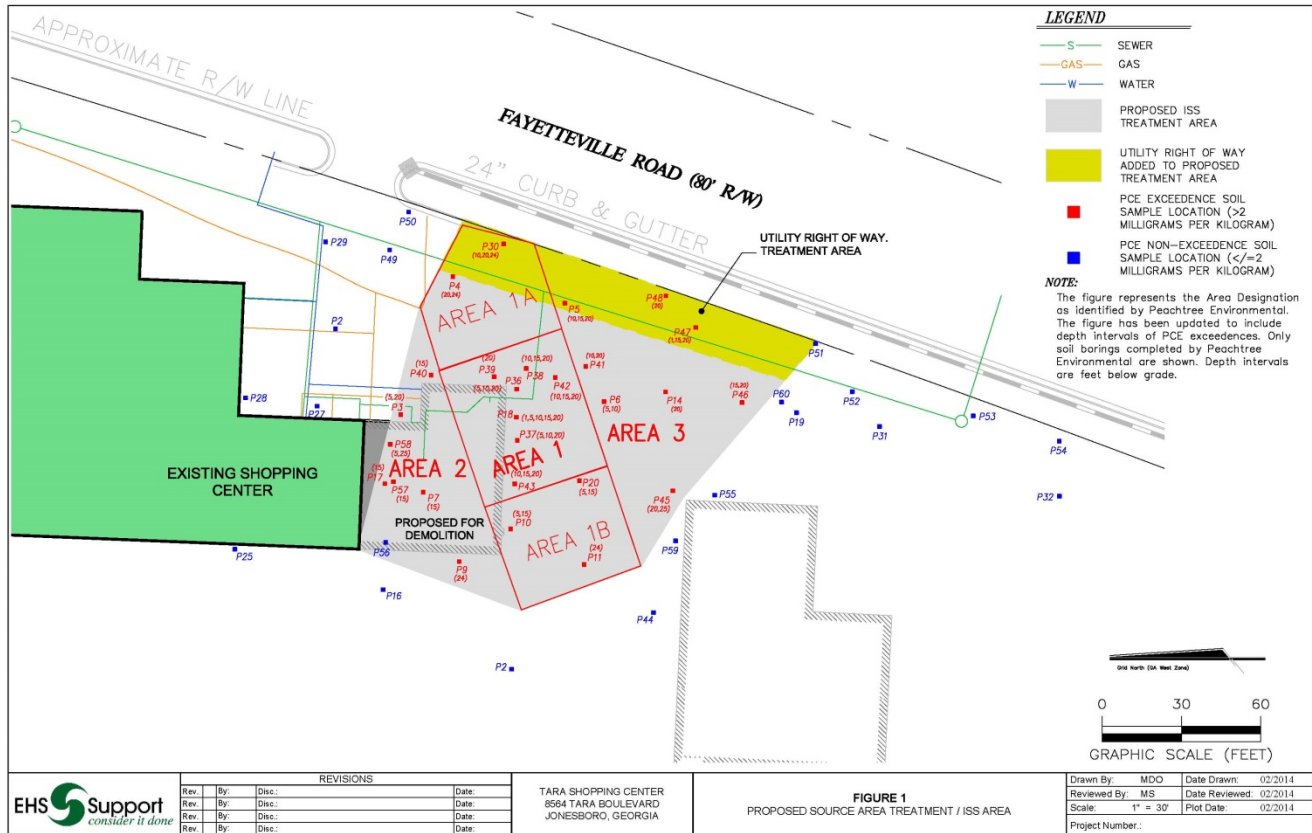 APPROXIMATE R/W LINE
FAYETTEVILLE ROAD (80' R/W)
24" CURB & GUTTER
UTILITY RIGHT OF WAY.
TREATMENT AREA
LEGEND
S SEWER
GAS GAS
W WATER
PROPOSED ISS
TREATMENT AREA
UTILITY RIGHT OF WAY
ADDED TO PROPOSED
TREATMENT AREA
PCE EXCEEDENCE SOIL
SAMPLE LOCATION (>2
MILLIGRAMS PER KILOGRAM)
PCE NON-EXCEEDENCE SOIL
SAMPLE LOCATION (</=2
MILLIGRAMS PER KILOGRAM)
NOTE:
The figure represents the Area Designation
as identified by Peachtree Environmental.
The figure has been updated to include
depth intervals of PCE exceedences. Only
soil borings completed by Peachtree
Environmental are shown. Depth intervals
are feet below grade.
P50
P29
P49
P30
(10,20,24)
P4
(20,24)
P48
(20)
P5
(10,15,20)
P47
(1,15,20)
P2
P51
AREA 1A
(15)
P40
(20)
P39
(10,15,20)
P38
(10,20)
P41
P36
(5,10,20)
P42
(10,15,20)
P28
P27
(5,20)
P3
P6
(5,10)
P14
(20)
(15,20)
P46
P60
P19
P52
P31
P53
P54
P18
(1,5,10,15,20)
P37(5,10,20)
AREA 3
P58
(5,25)
AREA 2
AREA 1
EXISTING SHOPPING
CENTER
(15)
P17
P57
(15)
P7
(15)
(10,15,20)
P43
P20
(5,15)
P45
(20,25)
P55
P32
PROPOSED FOR
DEMOLITION
(5,15)
P10
AREA 1B
P25
P56
P9
(24)
(24)
P11
P59
P16
P44
P2
Grid North (GA West Zone)
0 30 60
GRAPHIC SCALE (FEET)
EHS Support
consider it done
REVISIONS
Rev. By: Disc.: Date:
Rev. By: Disc.: Date:
Rev. By: Disc.: Date:
Rev. By: Disc.: Date:
TARA SHOPPING CENTER
8564 TARA BOULEVARD
JONESBORO, GEORGIA
FIGURE 1
PROPOSED SOURCE AREA TREATMENT / ISS AREA
Drawn By: MDO Date Drawn: 02/2014
Reviewed By: MS Date Reviewed: 02/2014
Scale: 1" = 30' Plot Date: 02/2014
Project Number.: